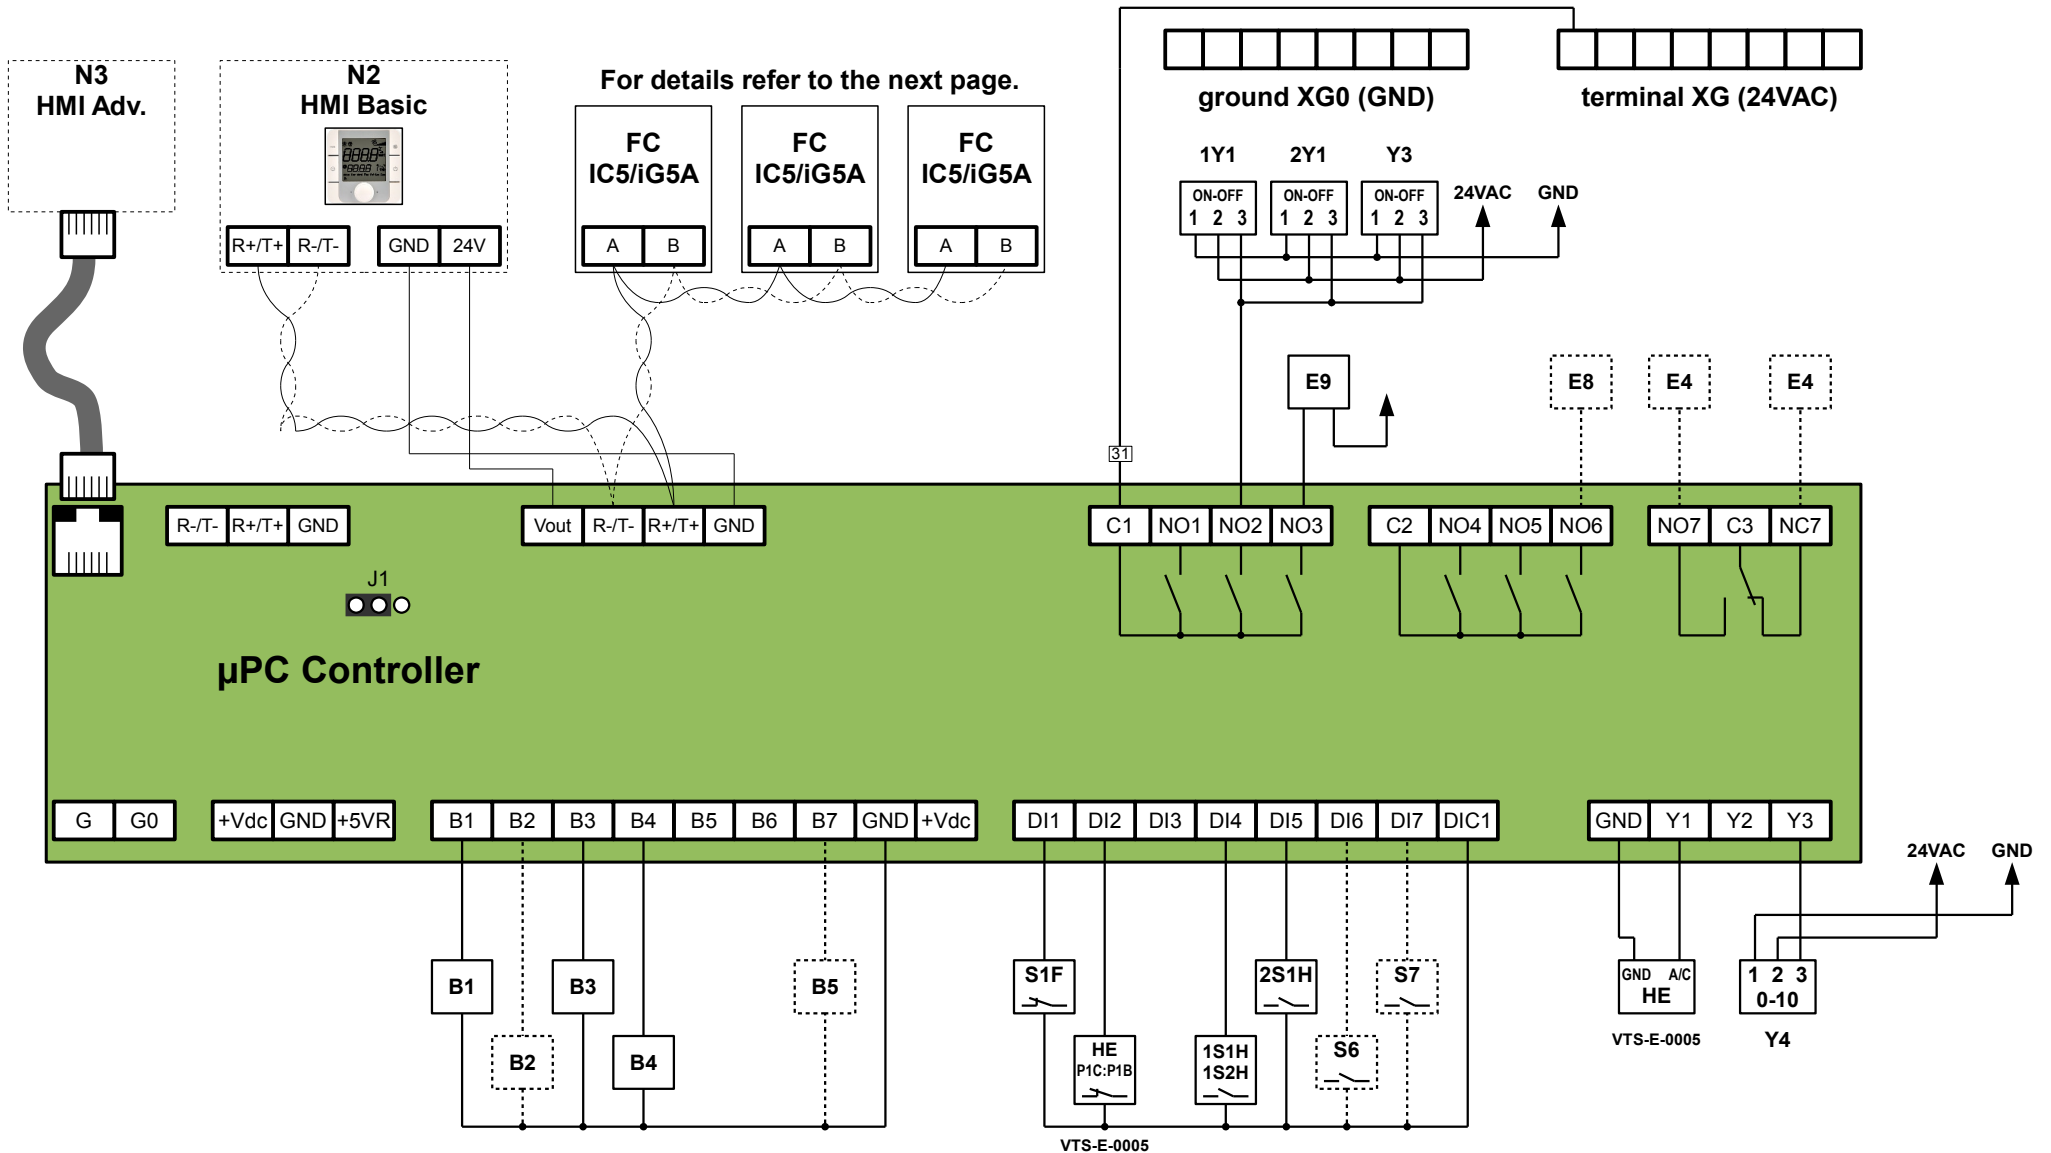 N3
HMI Adv.
N2
HMI Basic
R+/T+ R-/T- GND 24V
For details refer to the next page.
FC
IC5/iG5A
A B
FC
IC5/iG5A
A B
FC
IC5/iG5A
A B
ground XG0 (GND)
terminal XG (24VAC)
1Y1 2Y1 Y3
ON-OFF
1 2 3
ON-OFF
1 2 3
ON-OFF
1 2 3
24VAC GND
E9
E8
E4
E4
31
R-/T- R+/T+ GND
Vout R-/T- R+/T+ GND
C1 NO1 NO2 NO3
C2 NO4 NO5 NO6
NO7 C3 NC7
J1
µPC Controller
G G0
+Vdc GND +5VR
B1 B2 B3 B4 B5 B6 B7 GND +Vdc
DI1 DI2 DI3 DI4 DI5 DI6 DI7 DIC1
GND Y1 Y2 Y3
24VAC GND
B1
B3
B5
B2
B4
S1F
2S1H
S7
HE
P1C:P1B
1S1H
1S2H
S6
VTS-E-0005
GND A/C
HE
VTS-E-0005
1 2 3
0-10
Y4